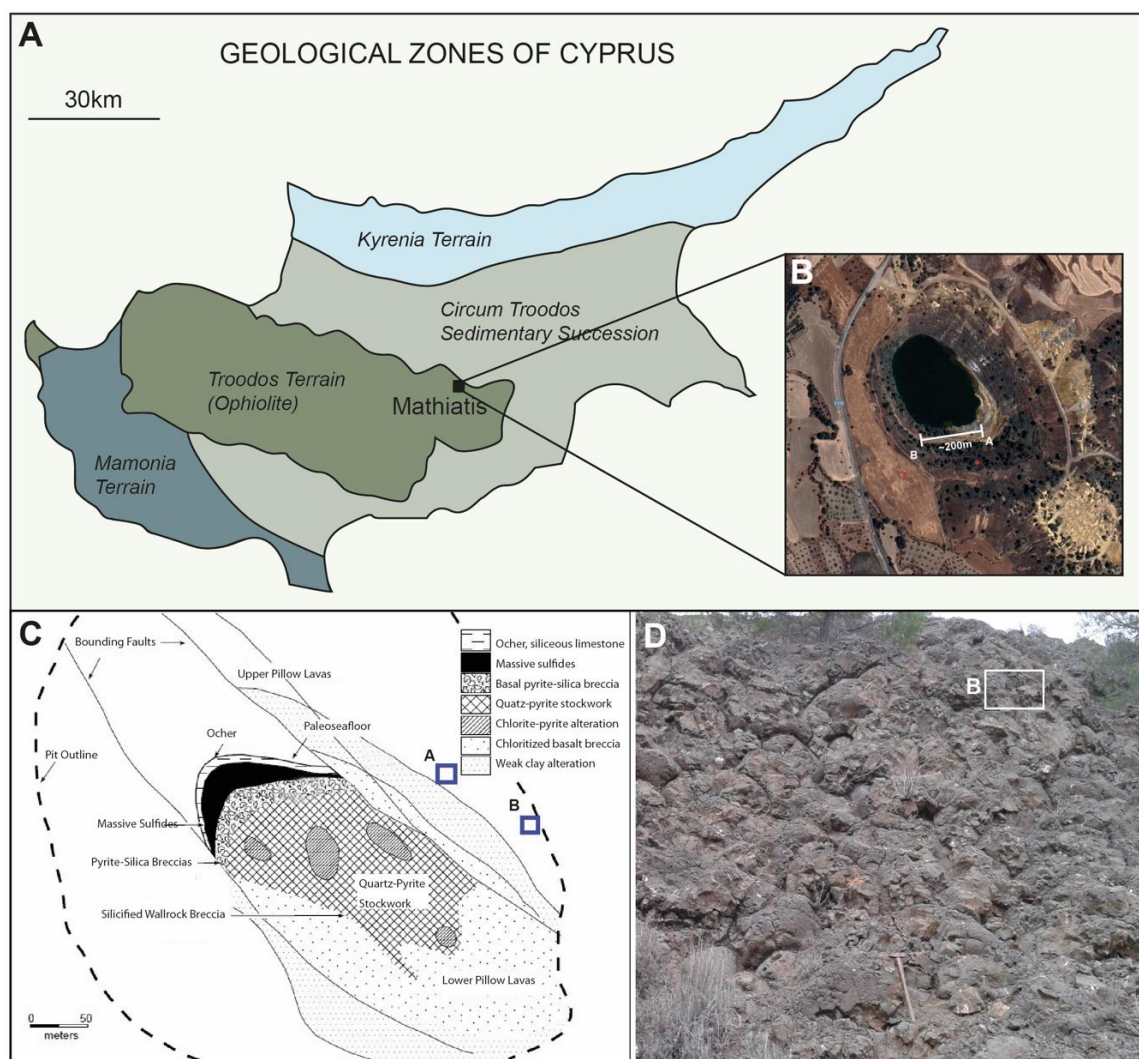 A
GEOLOGICAL ZONES OF CYPRUS
30km
Kyrenia Terrain
Circum Troodos
Sedimentary Succession
Troodos Terrain
(Ophiolite)
Mathiatis
Mamonia
Terrain
B
B
~200m
A
C
Bounding Faults
Upper Pillow Lavas
Ocher
Paleoseafloor
Pit Outline
A
B
Massive Sulfides
Pyrite-Silica Breccias
Quartz-Pyrite
Stockwork
Silicified Wallrock Breccia
Lower Pillow Lavas
0 50
meters
Ocher, siliceous limestone
Massive sulfides
Basal pyrite-silica breccia
Quatz-pyrite stockwork
Chlorite-pyrite alteration
Chloritized basalt breccia
Weak clay alteration
D
B